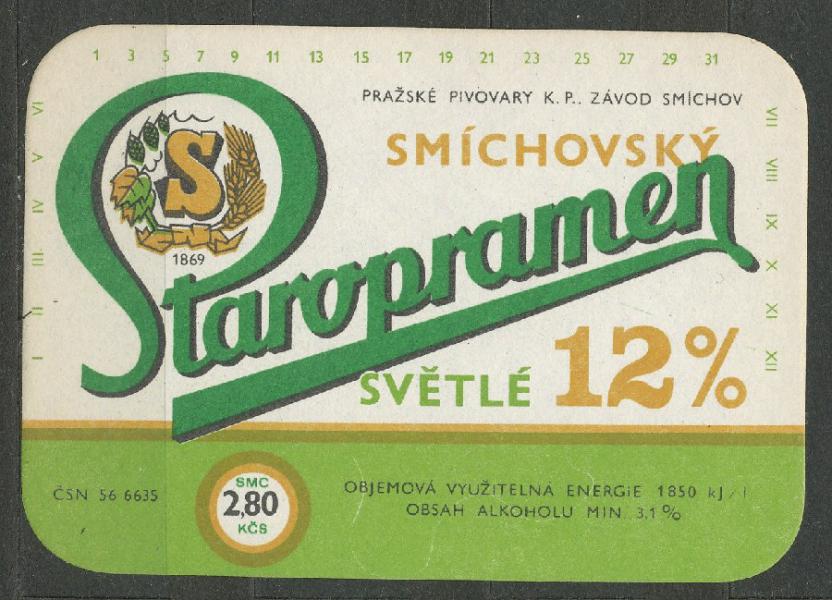 1 3 5 7 9 11 13 15 17 19 21 23 25 27 29 31
PRAŽSKÉ PIVOVARY K. P.. ZÁVOD SMÍCHOV
SMÍCHOVSKÝ
S
1869
Staropramen
SVĚTLÉ 12%
I II III IV V VI
VII VIII IX X XI XII
ČSN 56 6635
SMC
2,80
KČS
OBJEMOVÁ VYUŽITELNÁ ENERGIE 1850 kJ/l
OBSAH ALKOHOLU MIN. 3,1%